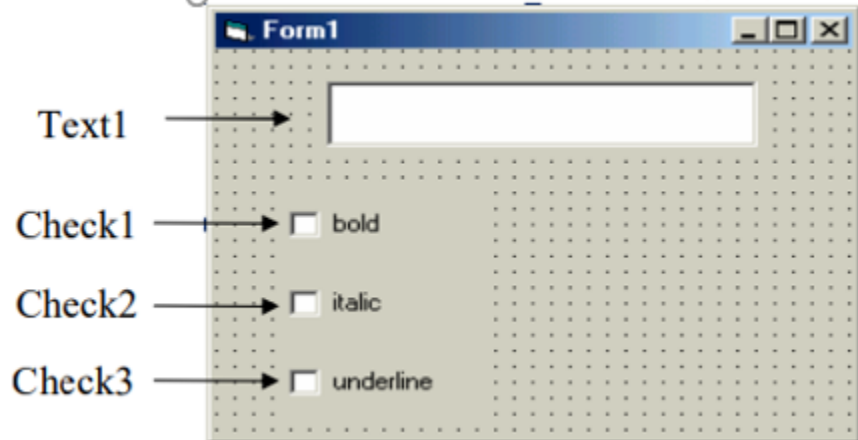 Form1
Text1
Check1
bold
Check2
italic
Check3
underline